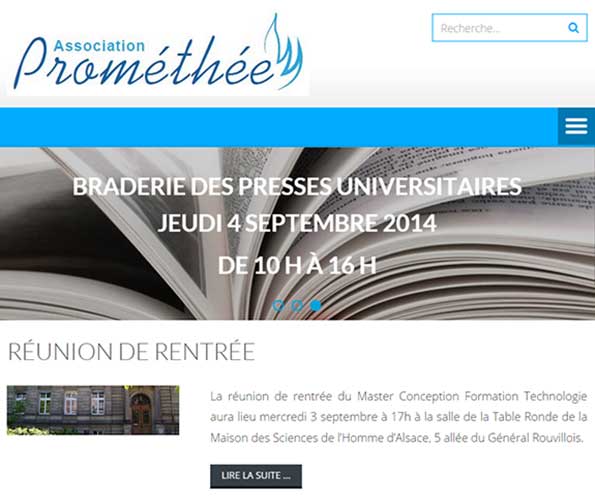 Association
Prométhée
Recherche...
BRADERIE DES PRESSES UNIVERSITAIRES
JEUDI 4 SEPTEMBRE 2014
DE 10 H À 16 H
RÉUNION DE RENTRÉE
La réunion de rentrée du Master Conception Formation Technologie
aura lieu mercredi 3 septembre à 17h à la salle de la Table Ronde de la
Maison des Sciences de l'Homme d'Alsace, 5 allée du Général Rouvillois.
LIRE LA SUITE ...